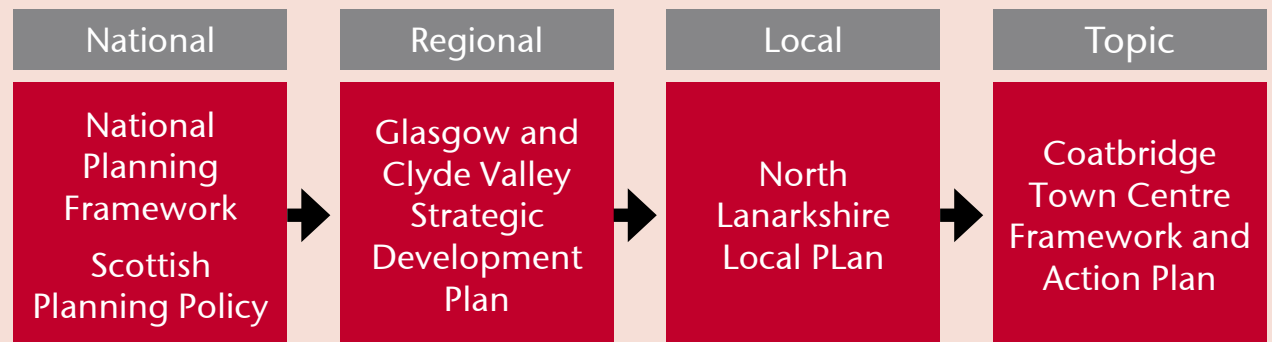 National
National
Planning
Framework
Scottish
Planning Policy
Regional
Glasgow and
Clyde Valley
Strategic
Development
Plan
Local
North
Lanarkshire
Local PLan
Topic
Coatbridge
Town Centre
Framework and
Action Plan